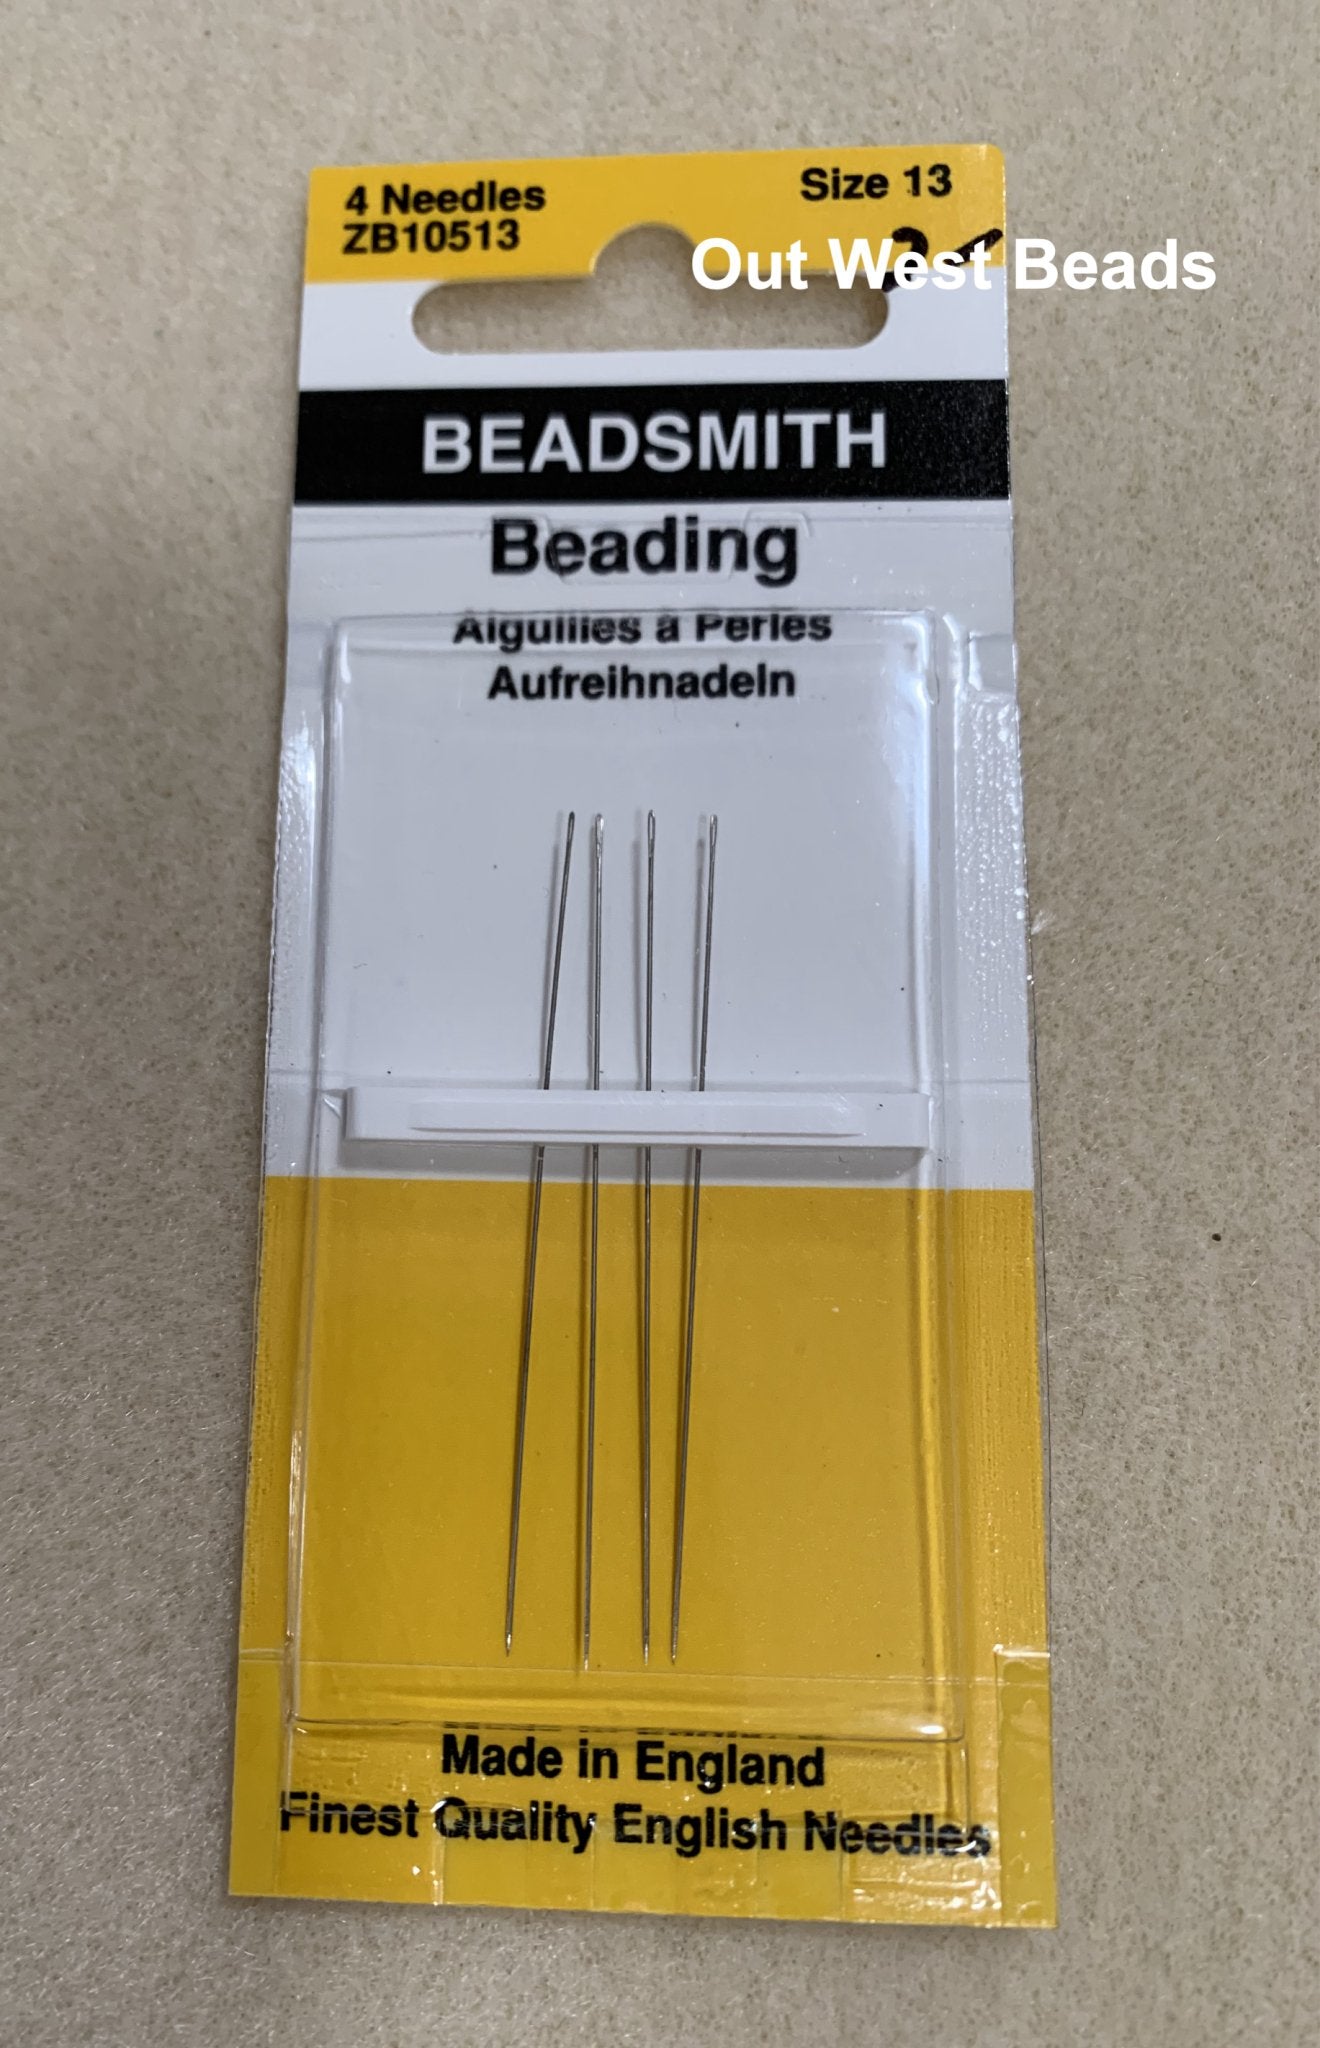 4 Needles
Size 13
ZB10513
Out West Beads
BEADSMITH
Beading
Aiguilles à Perles
Aufreihnadeln
Made in England
Finest Quality English Needles